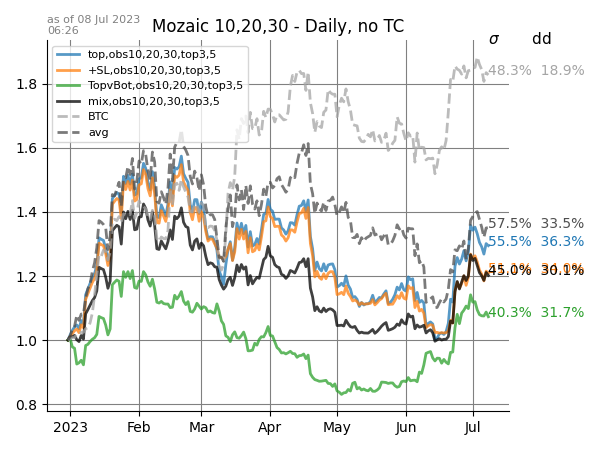 as of 08 Jul 2023
06:26
Mozaic 10,20,30 - Daily, no TC
σ dd
top,obs10,20,30,top3,5
+SL,obs10,20,30,top3,5
TopvBot,obs10,20,30,top3,5
mix,obs10,20,30,top3,5
BTC
avg
48.3% 18.9%
57.5% 33.5%
55.5% 36.3%
45.0% 30.1%
40.3% 31.7%
1.8
1.6
1.4
1.2
1.0
0.8
2023 Feb Mar Apr May Jun Jul